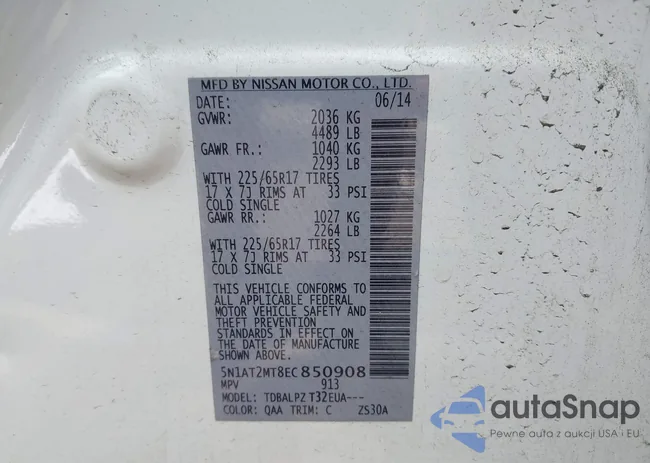 MFD BY NISSAN MOTOR CO., LTD.
DATE: 06/14
GVWR: 2036 KG
4489 LB
GAWR FR.: 1040 KG
2293 LB
WITH 225/65R17 TIRES
17 X 7J RIMS AT 33 PSI
COLD SINGLE
GAWR RR.: 1027 KG
2264 LB
WITH 225/65R17 TIRES
17 X 7J RIMS AT 33 PSI
COLD SINGLE
THIS VEHICLE CONFORMS TO
ALL APPLICABLE FEDERAL
MOTOR VEHICLE SAFETY AND
THEFT PREVENTION
STANDARDS IN EFFECT ON
THE DATE OF MANUFACTURE
SHOWN ABOVE.
5N1AT2MT8EC850908
MPV 913
MODEL: TDBALPZ T32EUA---
COLOR: QAA TRIM: C ZS30A
autoSnap
Pewne auta z aukcji USA i EU